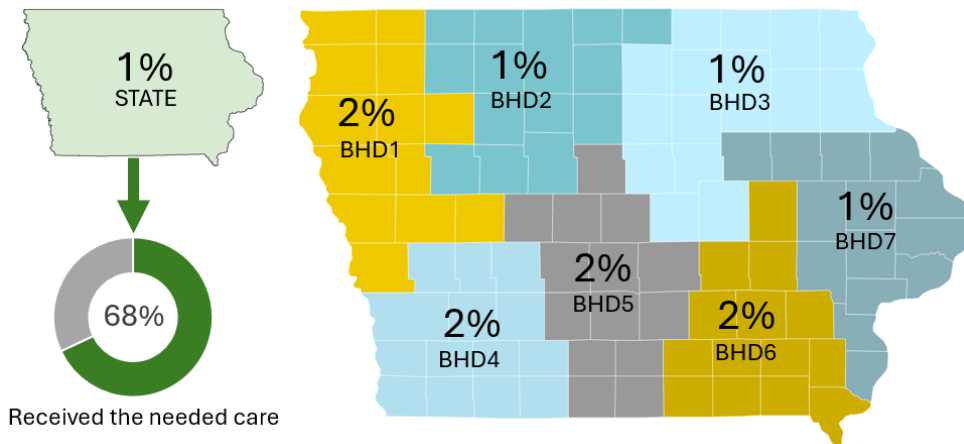 1%
STATE
68%
Received the needed care
2%
BHD1
1%
BHD2
1%
BHD3
2%
BHD4
2%
BHD5
2%
BHD6
1%
BHD7